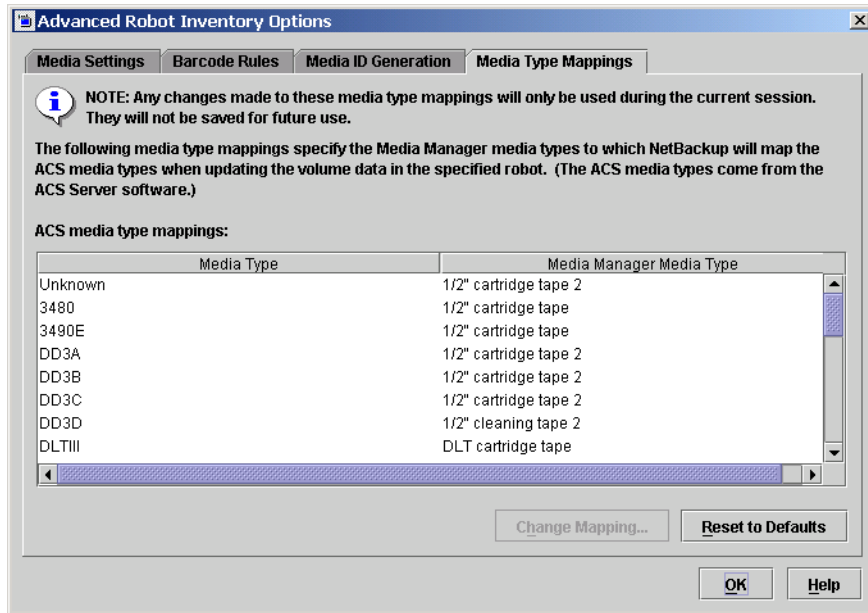 Advanced Robot Inventory Options
Media Settings Barcode Rules Media ID Generation Media Type Mappings
NOTE: Any changes made to these media type mappings will only be used during the current session.
They will not be saved for future use.
The following media type mappings specify the Media Manager media types to which NetBackup will map the
ACS media types when updating the volume data in the specified robot. (The ACS media types come from the
ACS Server software.)
ACS media type mappings:
Media Type Media Manager Media Type
Unknown 1/2" cartridge tape 2
3480 1/2" cartridge tape
3490E 1/2" cartridge tape
DD3A 1/2" cartridge tape 2
DD3B 1/2" cartridge tape 2
DD3C 1/2" cartridge tape 2
DD3D 1/2" cleaning tape 2
DLTIII DLT cartridge tape
Change Mapping... Reset to Defaults
OK Help